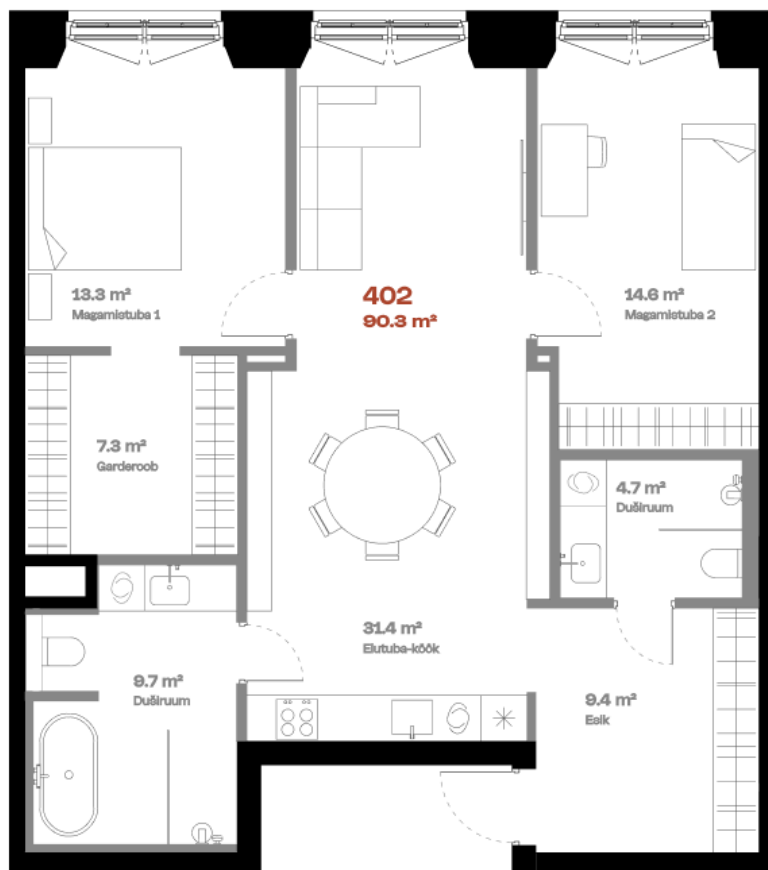 13.3 m²
Magamistuba 1
402
90.3 m²
14.6 m²
Magamistuba 2
7.3 m²
Garderoob
4.7 m²
Duširuum
31.4 m²
Elutuba-köök
9.7 m²
Duširuum
9.4 m²
Esik